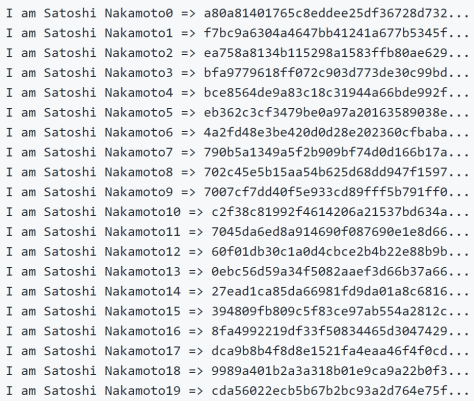 I am Satoshi Nakamoto0 => a80a81401765c8eddee25df36728d732...
I am Satoshi Nakamoto1 => f7bc9a6304a4647bb41241a677b5345f...
I am Satoshi Nakamoto2 => ea758a8134b115298a1583ffb80ae629...
I am Satoshi Nakamoto3 => bfa9779618ff072c903d773de30c99bd...
I am Satoshi Nakamoto4 => bce8564de9a83c18c31944a66bde992f...
I am Satoshi Nakamoto5 => eb362c3cf3479be0a97a20163589038e...
I am Satoshi Nakamoto6 => 4a2fd48e3be420d0d28e202360cfbaba...
I am Satoshi Nakamoto7 => 790b5a1349a5f2b909bf74d0d166b17a...
I am Satoshi Nakamoto8 => 702c45e5b15aa54b625d68dd947f1597...
I am Satoshi Nakamoto9 => 7007cf7dd40f5e933cd89fff5b791ff0...
I am Satoshi Nakamoto10 => c2f38c81992f4614206a21537bd634a...
I am Satoshi Nakamoto11 => 7045da6ed8a914690f087690e1e8d66...
I am Satoshi Nakamoto12 => 60f01db30c1a0d4cbce2b4b22e88b9b...
I am Satoshi Nakamoto13 => 0ebc56d59a34f5082aaef3d66b37a66...
I am Satoshi Nakamoto14 => 27ead1ca85da66981fd9da01a8c6816...
I am Satoshi Nakamoto15 => 394809fb809c5f83ce97ab554a2812c...
I am Satoshi Nakamoto16 => 8fa4992219df33f50834465d3047429...
I am Satoshi Nakamoto17 => dca9b8b4f8d8e1521fa4eaa46f4f0cd...
I am Satoshi Nakamoto18 => 9989a401b2a3a318b01e9ca9a22b0f3...
I am Satoshi Nakamoto19 => cda56022ecb5b67b2bc93a2d764e75f...